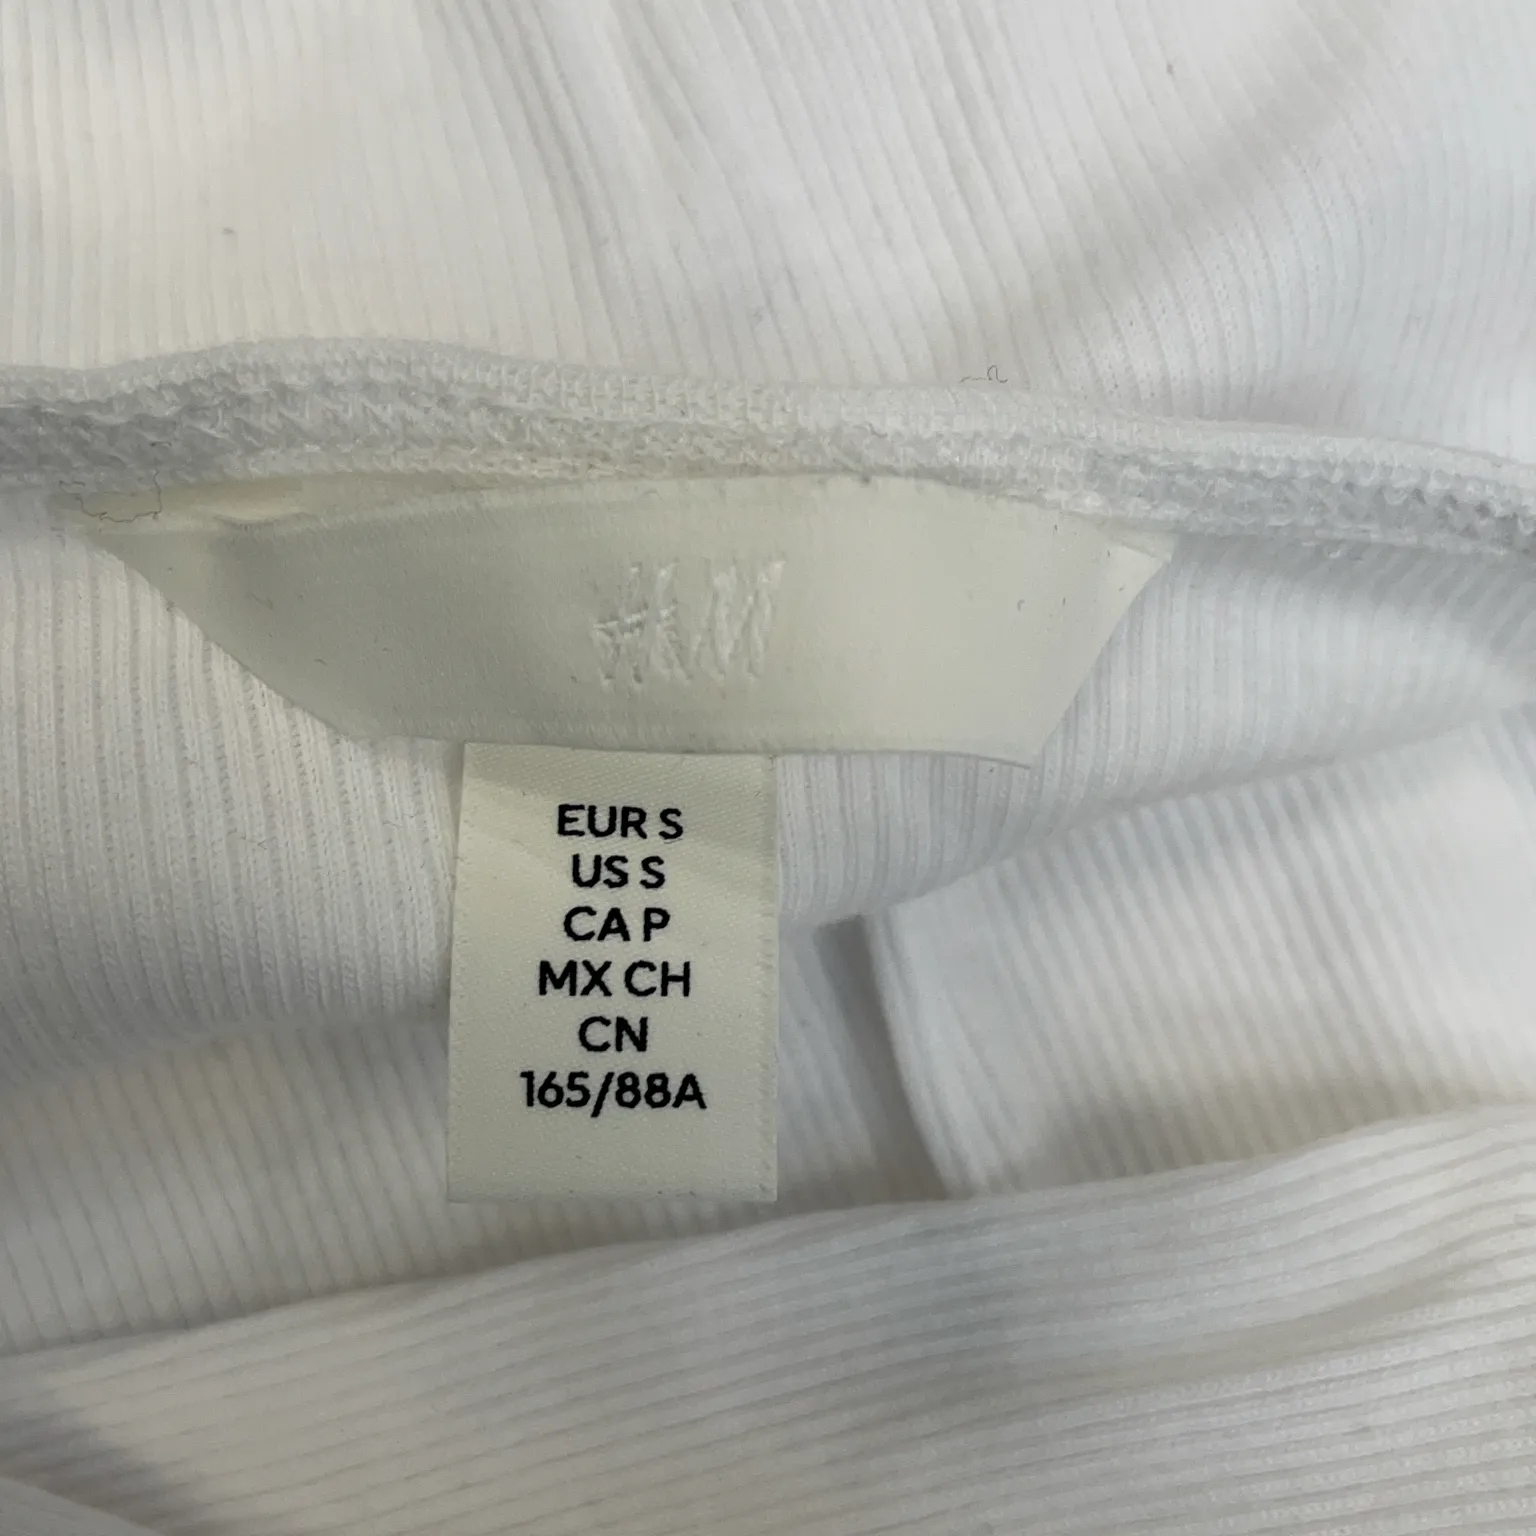 H&M
EUR S
US S
CA P
MX CH
CN
165/88A